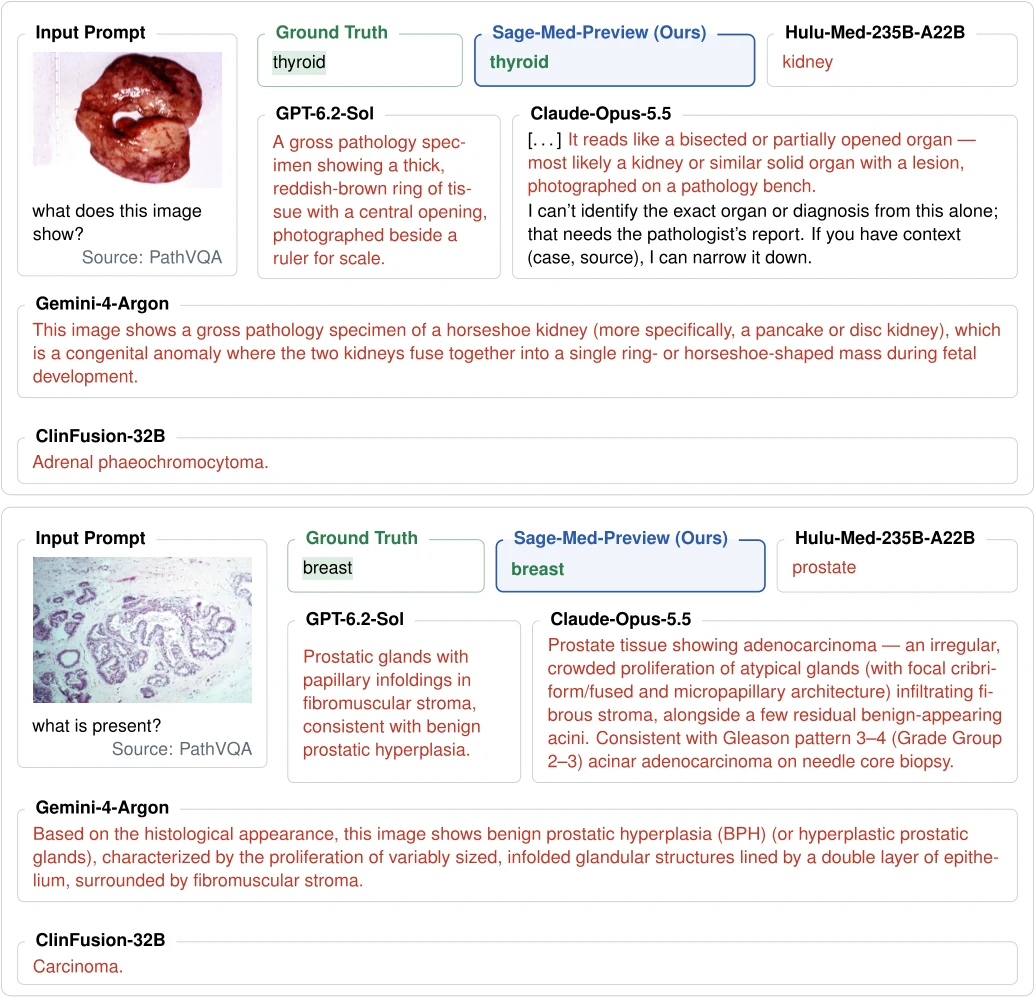 Input Prompt
what does this image
show?
Source: PathVQA
Ground Truth
thyroid
Sage-Med-Preview (Ours)
thyroid
Hulu-Med-235B-A22B
kidney
GPT-6.2-Sol
A gross pathology spec-
imen showing a thick,
reddish-brown ring of tis-
sue with a central opening,
photographed beside a
ruler for scale.
Claude-Opus-5.5
[...] It reads like a bisected or partially opened organ —
most likely a kidney or similar solid organ with a lesion,
photographed on a pathology bench.
I can't identify the exact organ or diagnosis from this alone;
that needs the pathologist's report. If you have context
(case, source), I can narrow it down.
Gemini-4-Argon
This image shows a gross pathology specimen of a horseshoe kidney (more specifically, a pancake or disc kidney), which
is a congenital anomaly where the two kidneys fuse together into a single ring- or horseshoe-shaped mass during fetal
development.
ClinFusion-32B
Adrenal phaeochromocytoma.
Input Prompt
what is present?
Source: PathVQA
Ground Truth
breast
Sage-Med-Preview (Ours)
breast
Hulu-Med-235B-A22B
prostate
GPT-6.2-Sol
Prostatic glands with
papillary infoldings in
fibromuscular stroma,
consistent with benign
prostatic hyperplasia.
Claude-Opus-5.5
Prostate tissue showing adenocarcinoma — an irregular,
crowded proliferation of atypical glands (with focal cribri-
form/fused and micropapillary architecture) infiltrating fi-
brous stroma, alongside a few residual benign-appearing
acini. Consistent with Gleason pattern 3–4 (Grade Group
2–3) acinar adenocarcinoma on needle core biopsy.
Gemini-4-Argon
Based on the histological appearance, this image shows benign prostatic hyperplasia (BPH) (or hyperplastic prostatic
glands), characterized by the proliferation of variably sized, infolded glandular structures lined by a double layer of epithe-
lium, surrounded by fibromuscular stroma.
ClinFusion-32B
Carcinoma.